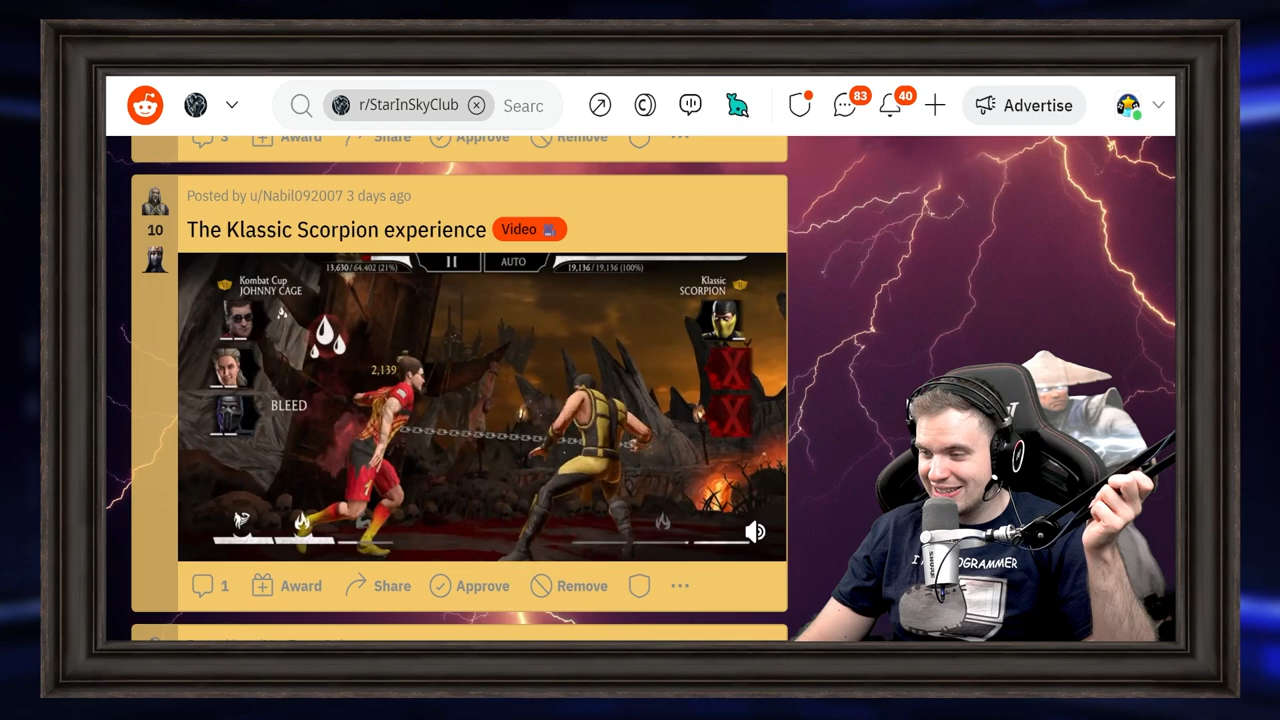 r/StarInSkyClub
Searc
83
40
Advertise
3 Award Share Approve Remove
Posted by u/Nabil092007 3 days ago
10
The Klassic Scorpion experience Video
13,630/64,402 (21%)
AUTO
19,136/19,136 (100%)
Kombat Cup
JOHNNY CAGE
Klassic
SCORPION
2,139
BLEED
X
X
1 Award Share Approve Remove
SHURE